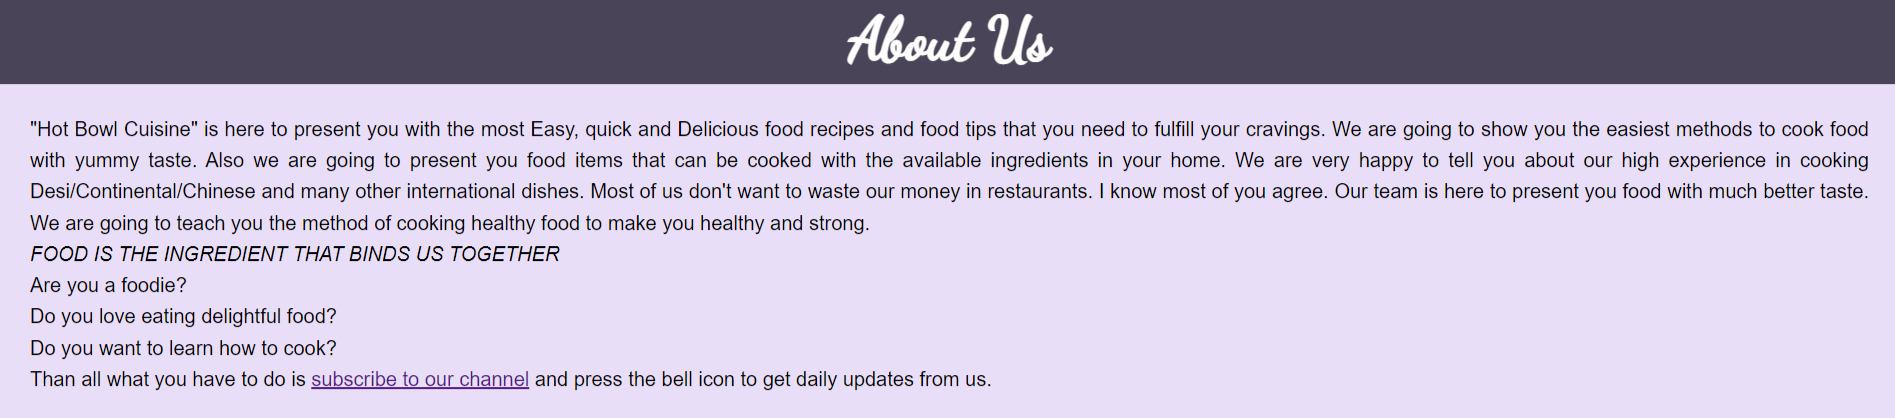 About Us
"Hot Bowl Cuisine" is here to present you with the most Easy, quick and Delicious food recipes and food tips that you need to fulfill your cravings. We are going to show you the easiest methods to cook food
with yummy taste. Also we are going to present you food items that can be cooked with the available ingredients in your home. We are very happy to tell you about our high experience in cooking
Desi/Continental/Chinese and many other international dishes. Most of us don't want to waste our money in restaurants. I know most of you agree. Our team is here to present you food with much better taste.
We are going to teach you the method of cooking healthy food to make you healthy and strong.
FOOD IS THE INGREDIENT THAT BINDS US TOGETHER
Are you a foodie?
Do you love eating delightful food?
Do you want to learn how to cook?
Than all what you have to do is subscribe to our channel and press the bell icon to get daily updates from us.